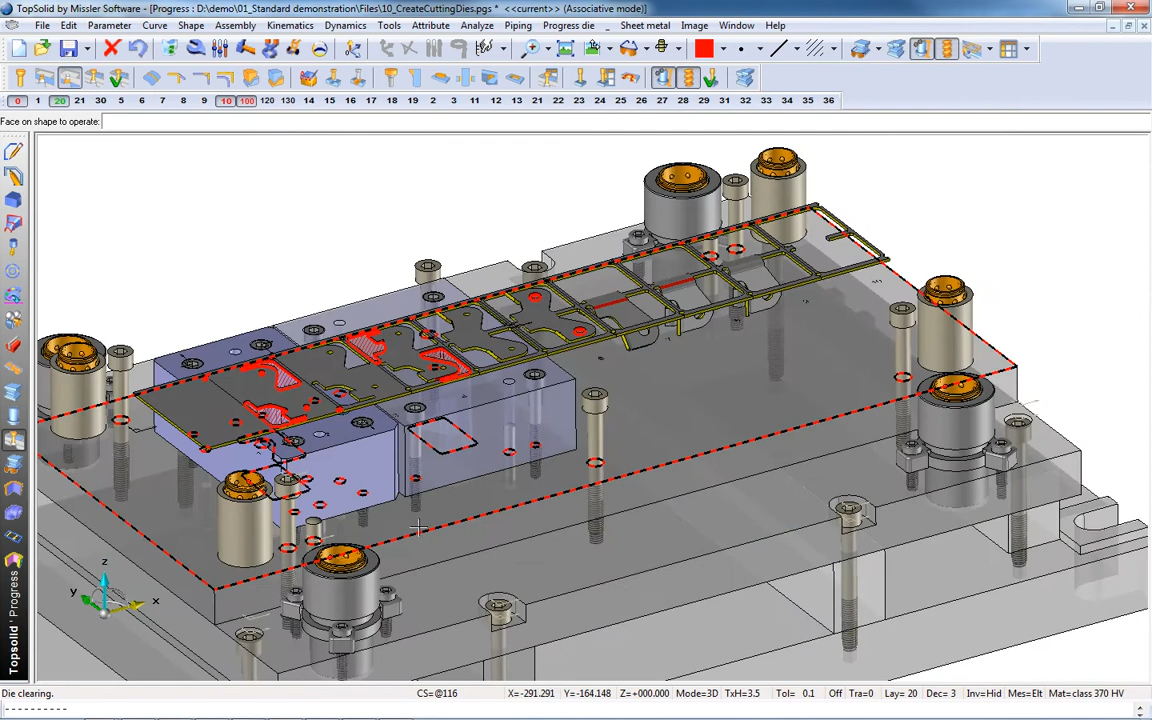 TopSolid by Missler Software - [Progress : D:\demo\01_Standard demonstration\Files\10_CreateCuttingDies.pgs * <<current>> (Associative mode)]
File Edit Parameter Curve Shape Assembly Kinematics Dynamics Tools Attribute Analyze Piping Progress die _ Sheet metal Image Window ?
0 1 20 21 30 5 6 7 8 9 10 100 120 130 14 15 16 17 18 19 2 3 11 12 13 21 22 23 24 25 26 27 28 29 31 32 33 34 35 36
Face on shape to operate:
z
y
x
Topsolid ' Progress
Die clearing. CS=@116 X=-291.291 Y=-164.148 Z=+000.000 Mode=3D TxH=3.5 Tol= 0.1 Off Tra=0 Lay= 20 Dec= 3 Inv=Hid Mes=Elt Mat=class 370 HV
----------